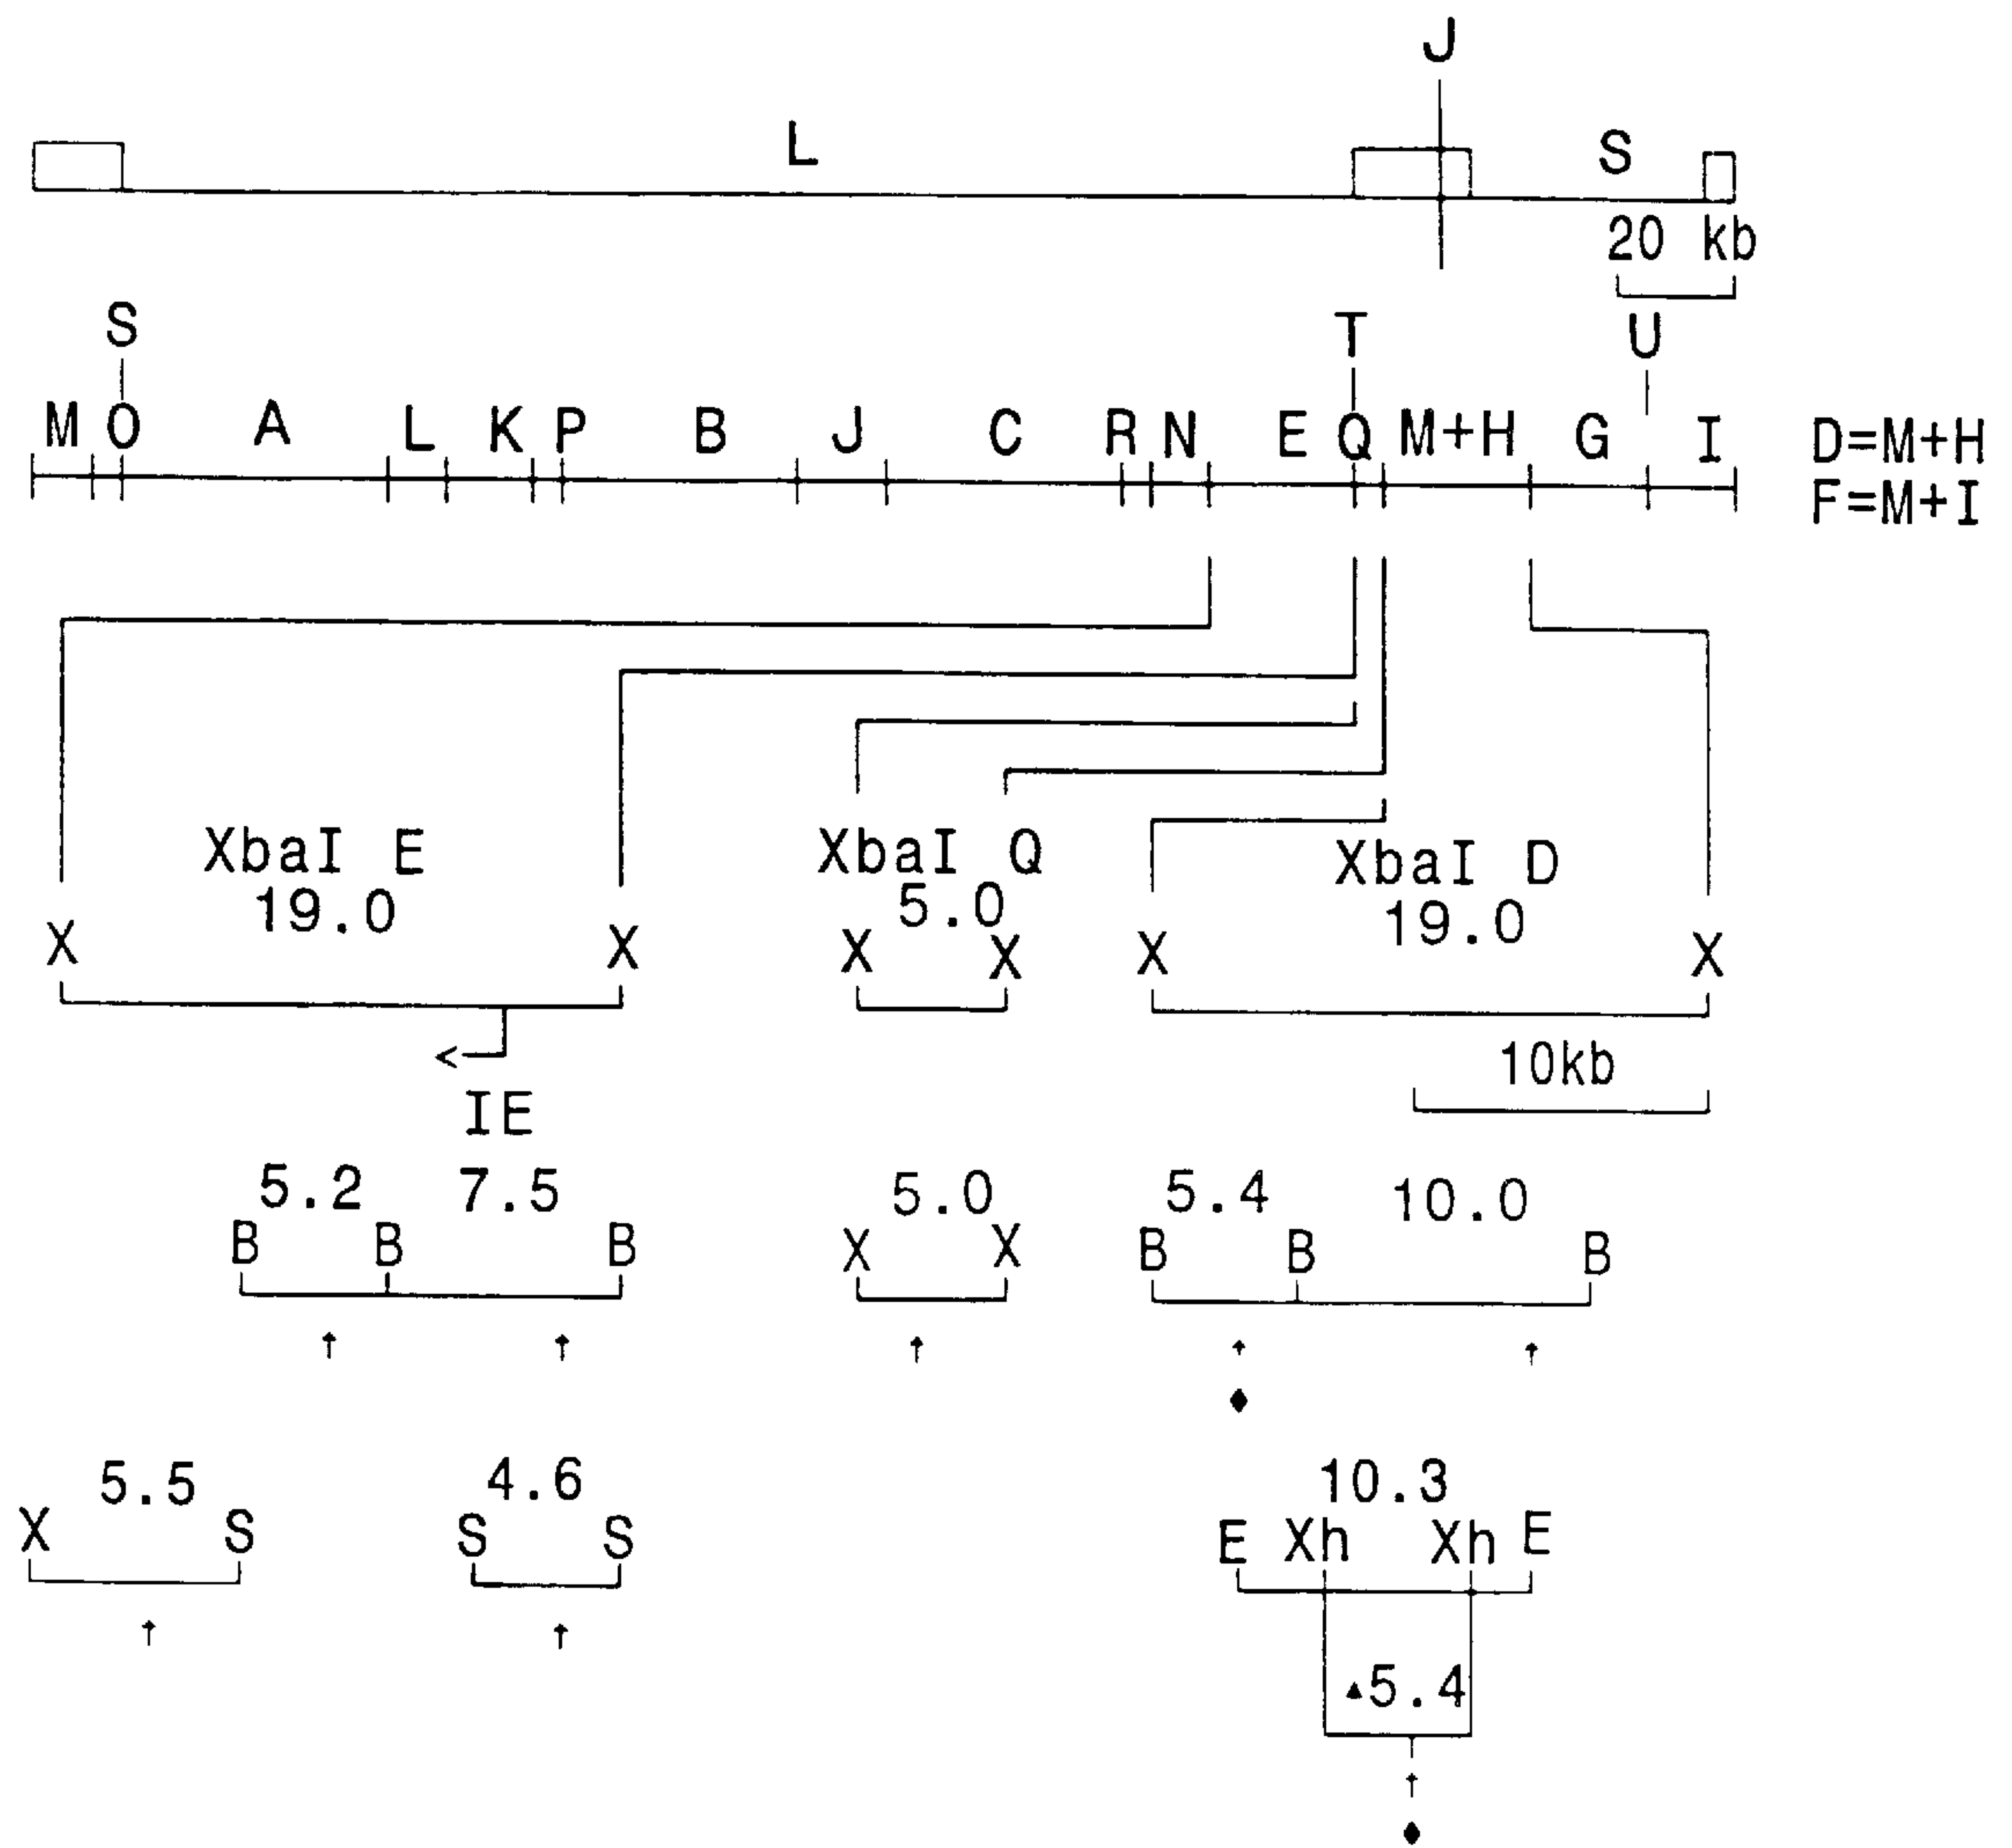 J
L
S
20 kb
S
T
U
M O A L K P B J C R N E Q M+H G I
D=M+H
F=M+I
XbaI E
19.0
XbaI Q
5.0
XbaI D
19.0
X X X X X X
<
IE
10kb
5.2 7.5 5.0 5.4 10.0
B B B X X B B B
5.5 4.6 10.3
X S S S E Xh Xh E
▲5.4